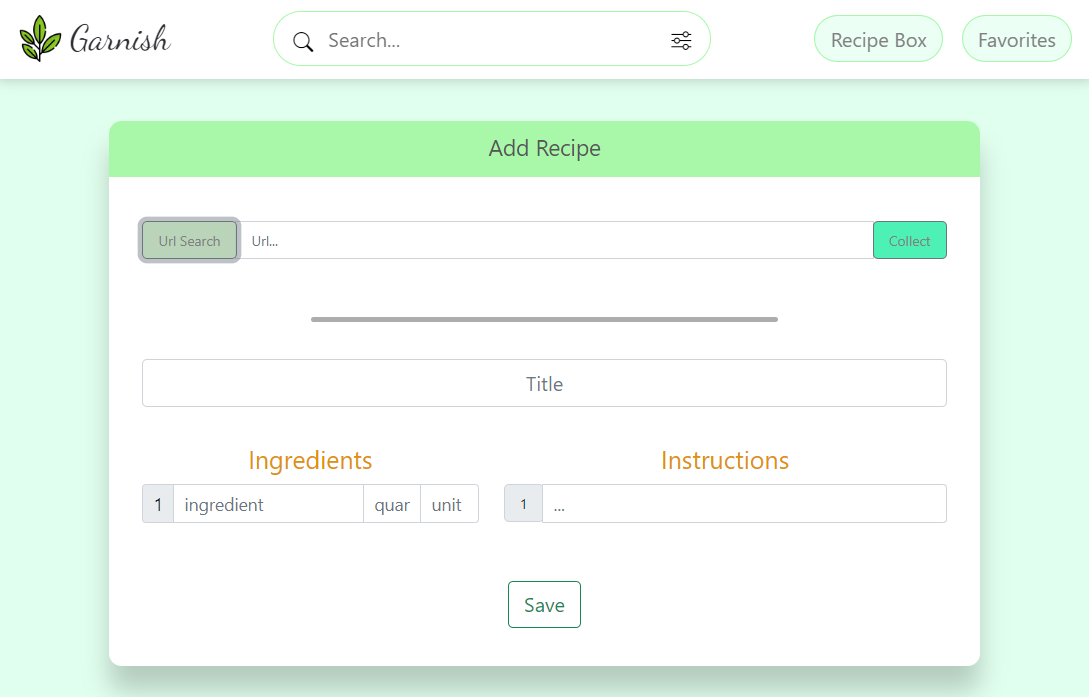 Garnish
Search...
Recipe Box
Favorites
Add Recipe
Url Search
Url...
Collect
Title
Ingredients
Instructions
1 ingredient quar unit
1 ...
Save